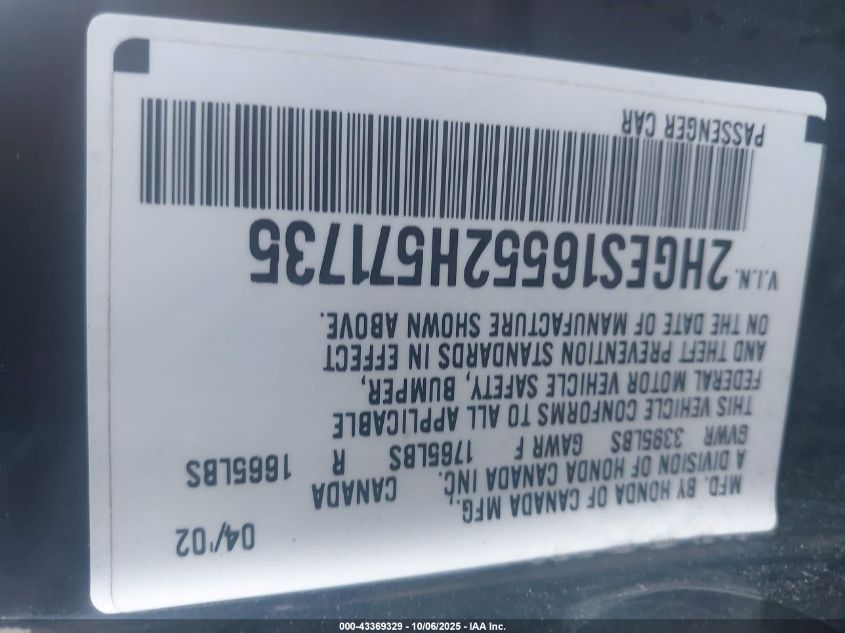 MFD. BY HONDA OF CANADA MFG.,
A DIVISION OF HONDA CANADA INC. CANADA 04/'02
GVWR 3395LBS GAWR F 1765LBS R 1665LBS
THIS VEHICLE CONFORMS TO ALL APPLICABLE
FEDERAL MOTOR VEHICLE SAFETY, BUMPER,
AND THEFT PREVENTION STANDARDS IN EFFECT
ON THE DATE OF MANUFACTURE SHOWN ABOVE.
V.I.N. 2HGES16552H571735
PASSENGER CAR
000-43369329 - 10/06/2025 - IAA Inc.